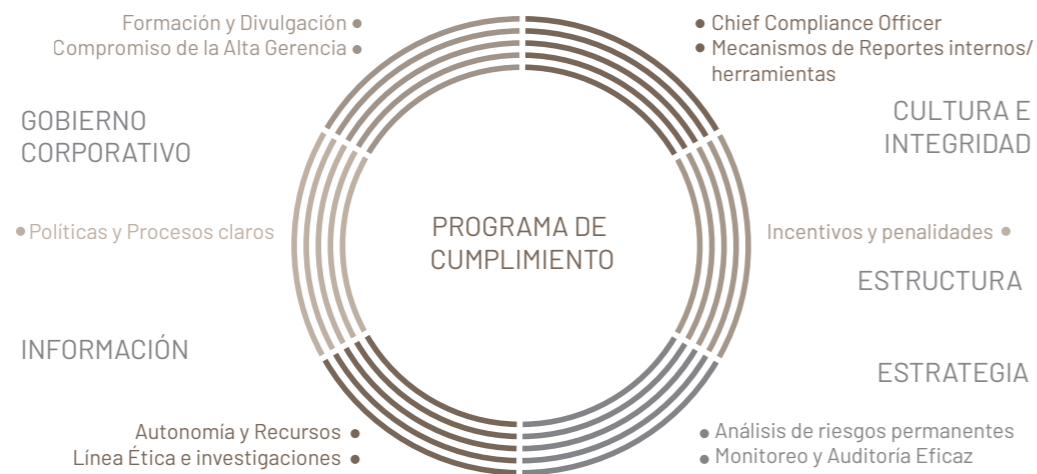 Formación y Divulgación
Compromiso de la Alta Gerencia
Chief Compliance Officer
Mecanismos de Reportes internos/
herramientas
GOBIERNO
CORPORATIVO
CULTURA E
INTEGRIDAD
Políticas y Procesos claros
PROGRAMA DE
CUMPLIMIENTO
Incentivos y penalidades
ESTRUCTURA
INFORMACIÓN
ESTRATEGIA
Autonomía y Recursos
Línea Ética e investigaciones
Análisis de riesgos permanentes
Monitoreo y Auditoría Eficaz